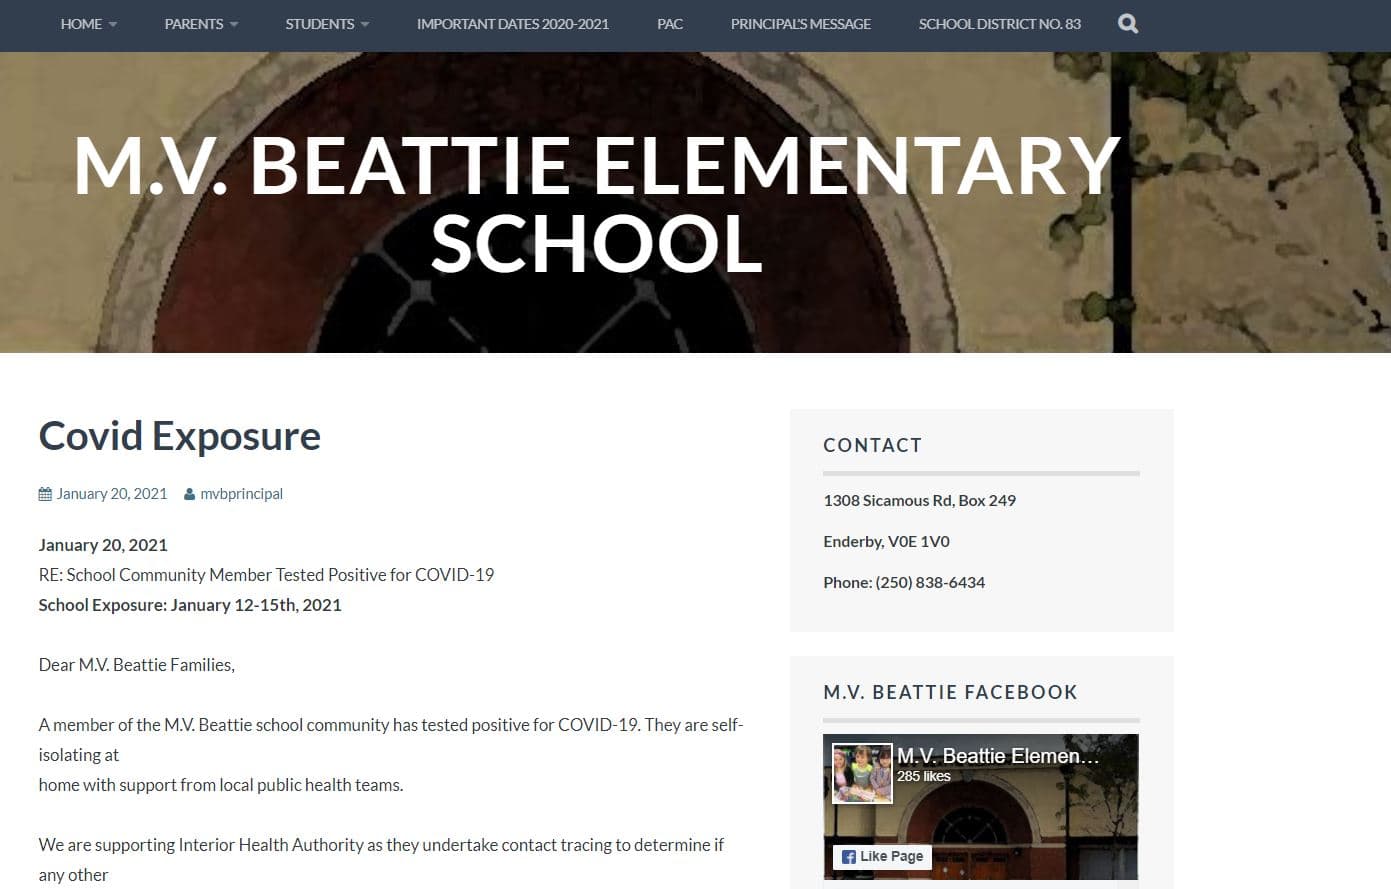 HOME PARENTS STUDENTS IMPORTANT DATES 2020-2021 PAC PRINCIPAL'S MESSAGE SCHOOL DISTRICT NO. 83
M.V. BEATTIE ELEMENTARY
SCHOOL
Covid Exposure
January 20, 2021 mvbprincipal
January 20, 2021
RE: School Community Member Tested Positive for COVID-19
School Exposure: January 12-15th, 2021
Dear M.V. Beattie Families,
A member of the M.V. Beattie school community has tested positive for COVID-19. They are self-
isolating at
home with support from local public health teams.
We are supporting Interior Health Authority as they undertake contact tracing to determine if
any other
CONTACT
1308 Sicamous Rd, Box 249
Enderby, V0E 1V0
Phone: (250) 838-6434
M.V. BEATTIE FACEBOOK
M.V. Beattie Elemen...
285 likes
Like Page